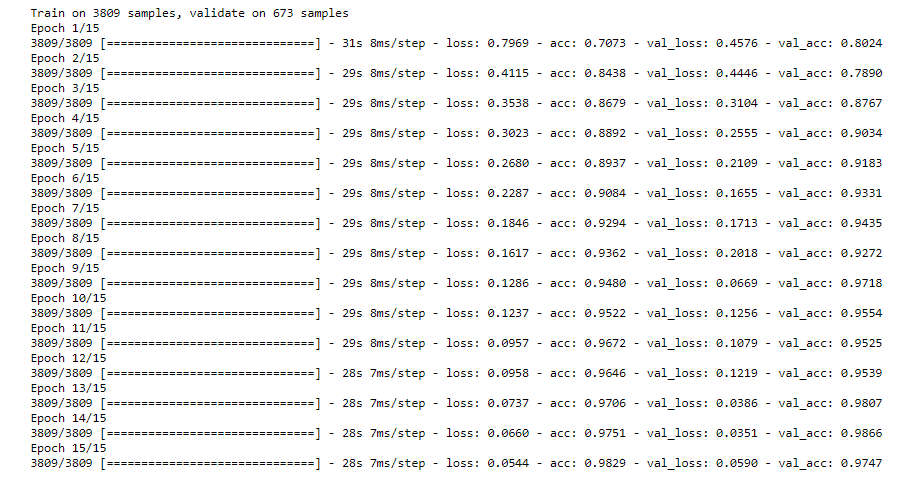 Train on 3809 samples, validate on 673 samples
Epoch 1/15
3809/3809 [==============================] - 31s 8ms/step - loss: 0.7969 - acc: 0.7073 - val_loss: 0.4576 - val_acc: 0.8024
Epoch 2/15
3809/3809 [==============================] - 29s 8ms/step - loss: 0.4115 - acc: 0.8438 - val_loss: 0.4446 - val_acc: 0.7890
Epoch 3/15
3809/3809 [==============================] - 29s 8ms/step - loss: 0.3538 - acc: 0.8679 - val_loss: 0.3104 - val_acc: 0.8767
Epoch 4/15
3809/3809 [==============================] - 29s 8ms/step - loss: 0.3023 - acc: 0.8892 - val_loss: 0.2555 - val_acc: 0.9034
Epoch 5/15
3809/3809 [==============================] - 29s 8ms/step - loss: 0.2680 - acc: 0.8937 - val_loss: 0.2109 - val_acc: 0.9183
Epoch 6/15
3809/3809 [==============================] - 29s 8ms/step - loss: 0.2287 - acc: 0.9084 - val_loss: 0.1655 - val_acc: 0.9331
Epoch 7/15
3809/3809 [==============================] - 29s 8ms/step - loss: 0.1846 - acc: 0.9294 - val_loss: 0.1713 - val_acc: 0.9435
Epoch 8/15
3809/3809 [==============================] - 29s 8ms/step - loss: 0.1617 - acc: 0.9362 - val_loss: 0.2018 - val_acc: 0.9272
Epoch 9/15
3809/3809 [==============================] - 29s 8ms/step - loss: 0.1286 - acc: 0.9480 - val_loss: 0.0669 - val_acc: 0.9718
Epoch 10/15
3809/3809 [==============================] - 29s 8ms/step - loss: 0.1237 - acc: 0.9522 - val_loss: 0.1256 - val_acc: 0.9554
Epoch 11/15
3809/3809 [==============================] - 29s 8ms/step - loss: 0.0957 - acc: 0.9672 - val_loss: 0.1079 - val_acc: 0.9525
Epoch 12/15
3809/3809 [==============================] - 28s 7ms/step - loss: 0.0958 - acc: 0.9646 - val_loss: 0.1219 - val_acc: 0.9539
Epoch 13/15
3809/3809 [==============================] - 28s 7ms/step - loss: 0.0737 - acc: 0.9706 - val_loss: 0.0386 - val_acc: 0.9807
Epoch 14/15
3809/3809 [==============================] - 28s 7ms/step - loss: 0.0660 - acc: 0.9751 - val_loss: 0.0351 - val_acc: 0.9866
Epoch 15/15
3809/3809 [==============================] - 28s 7ms/step - loss: 0.0544 - acc: 0.9829 - val_loss: 0.0590 - val_acc: 0.9747